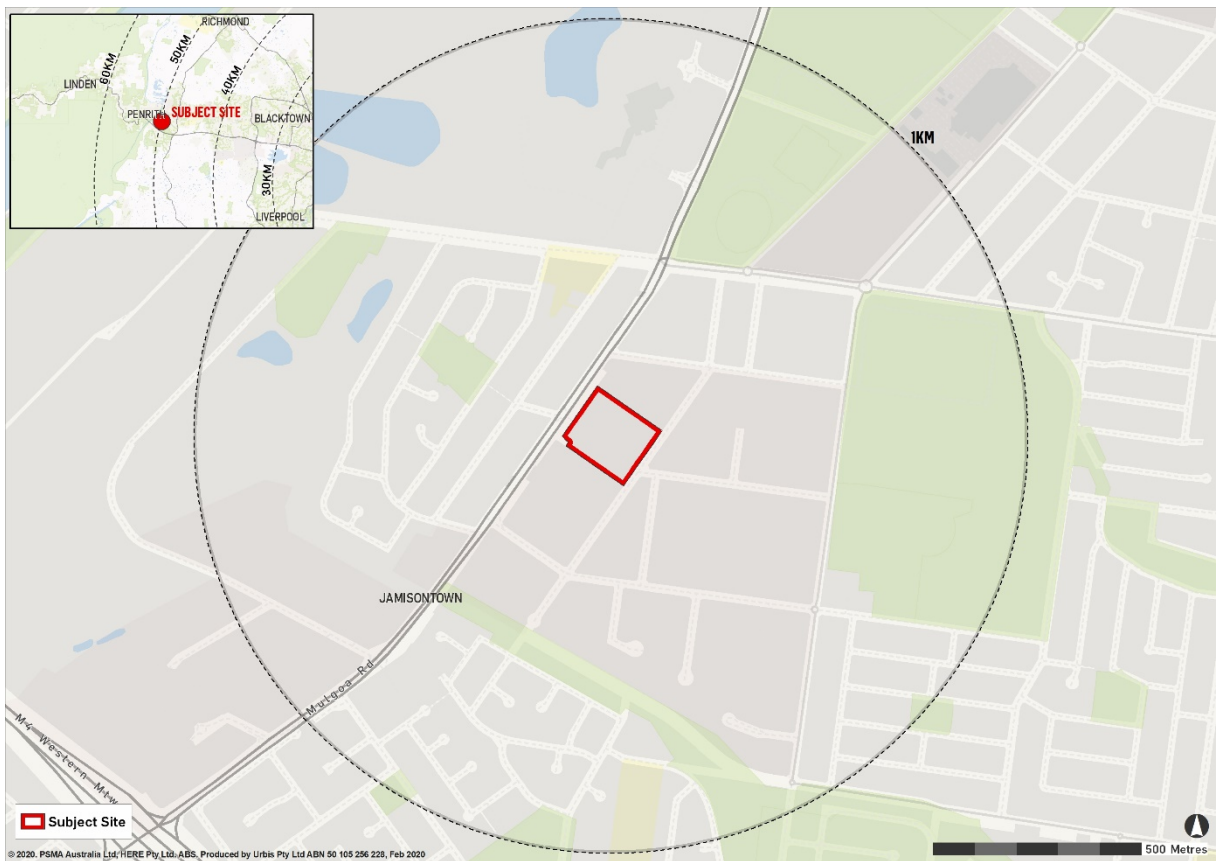 RICHMOND
60KM
50KM
40KM
LINDEN
PENRITH
SUBJECT SITE
BLACKTOWN
30KM
LIVERPOOL
1KM
JAMISONTOWN
Mulgoa Rd
M4 Western Mtw
Subject Site
500 Metres
© 2020. PSMA Australia Ltd, HERE Pty Ltd. ABS. Produced by Urbis Pty Ltd ABN 50 105 256 228, Feb 2020